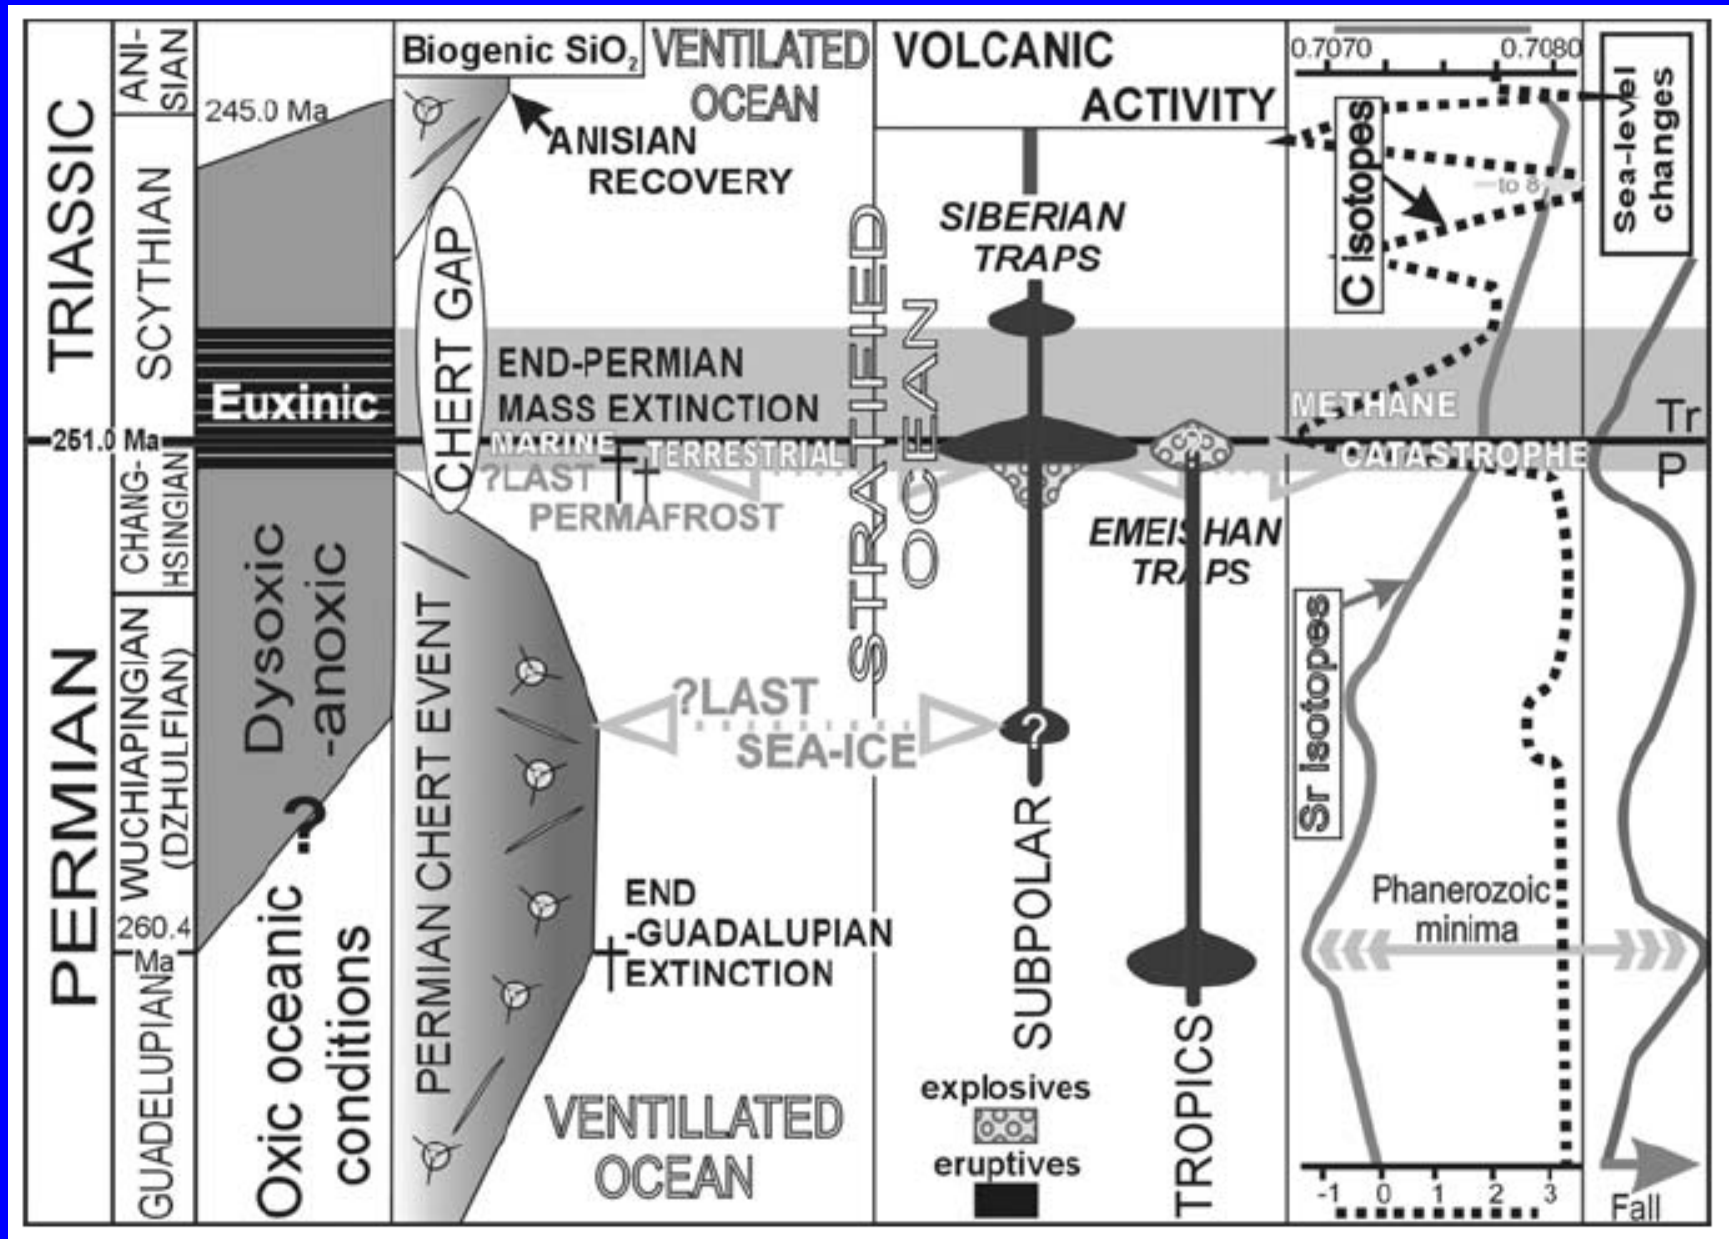 TRIASSIC
PERMIAN
ANI-
SIAN
SCYTHIAN
251.0 Ma
CHANG-
HSINGIAN
WUCHIAPINGIAN
(DZHULFIAN)
260.4
Ma
GUADELUPIAN
245.0 Ma
Euxinic
Dysoxic
-anoxic
?
Oxic oceanic
conditions
Biogenic SiO2
VENTILATED
OCEAN
ANISIAN
RECOVERY
CHERT GAP
END-PERMIAN
MASS EXTINCTION
MARINE
TERRESTRIAL
?LAST
PERMAFROST
PERMIAN CHERT EVENT
?LAST
SEA-ICE
END
-GUADALUPIAN
EXTINCTION
VENTILLATED
OCEAN
STRATIFIED
OCEAN
VOLCANIC
ACTIVITY
SIBERIAN
TRAPS
?
EMEISHAN
TRAPS
?
SUBPOLAR
TROPICS
explosives
eruptives
0.7070 0.7080
C isotopes
to 8
METHANE
CATASTROPHE
Sr isotopes
Phanerozoic
minima
-1 0 1 2 3
Sea-level
changes
Tr
P
Fall